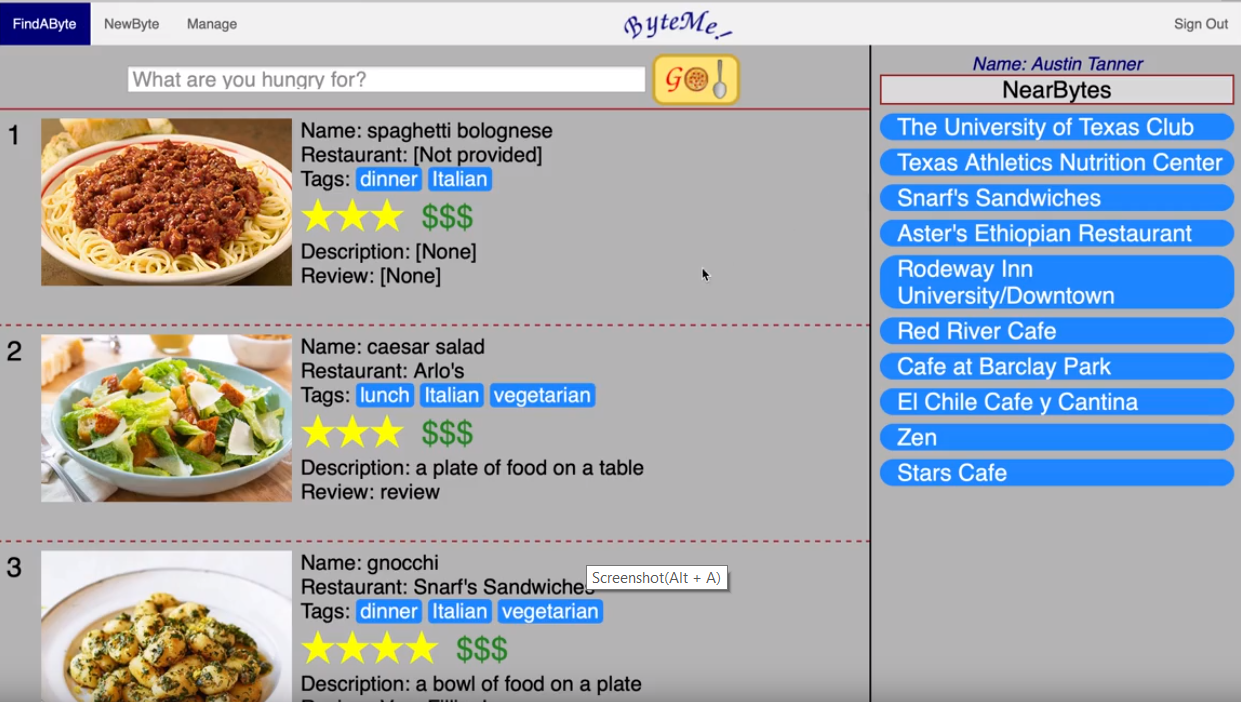 FindAByte NewByte Manage ByteMe! Sign Out
What are you hungry for? GO!
Name: Austin Tanner
NearBytes
The University of Texas Club
Texas Athletics Nutrition Center
Snarf's Sandwiches
Aster's Ethiopian Restaurant
Rodeway Inn
University/Downtown
Red River Cafe
Cafe at Barclay Park
El Chile Cafe y Cantina
Zen
Stars Cafe
1
Name: spaghetti bolognese
Restaurant: [Not provided]
Tags: dinner Italian
$$$
Description: [None]
Review: [None]
2
Name: caesar salad
Restaurant: Arlo's
Tags: lunch Italian vegetarian
$$$
Description: a plate of food on a table
Review: review
3
Name: gnocchi
Restaurant: Snarf's Sandwiches
Screenshot(Alt + A)
Tags: dinner Italian vegetarian
$$$
Description: a bowl of food on a plate